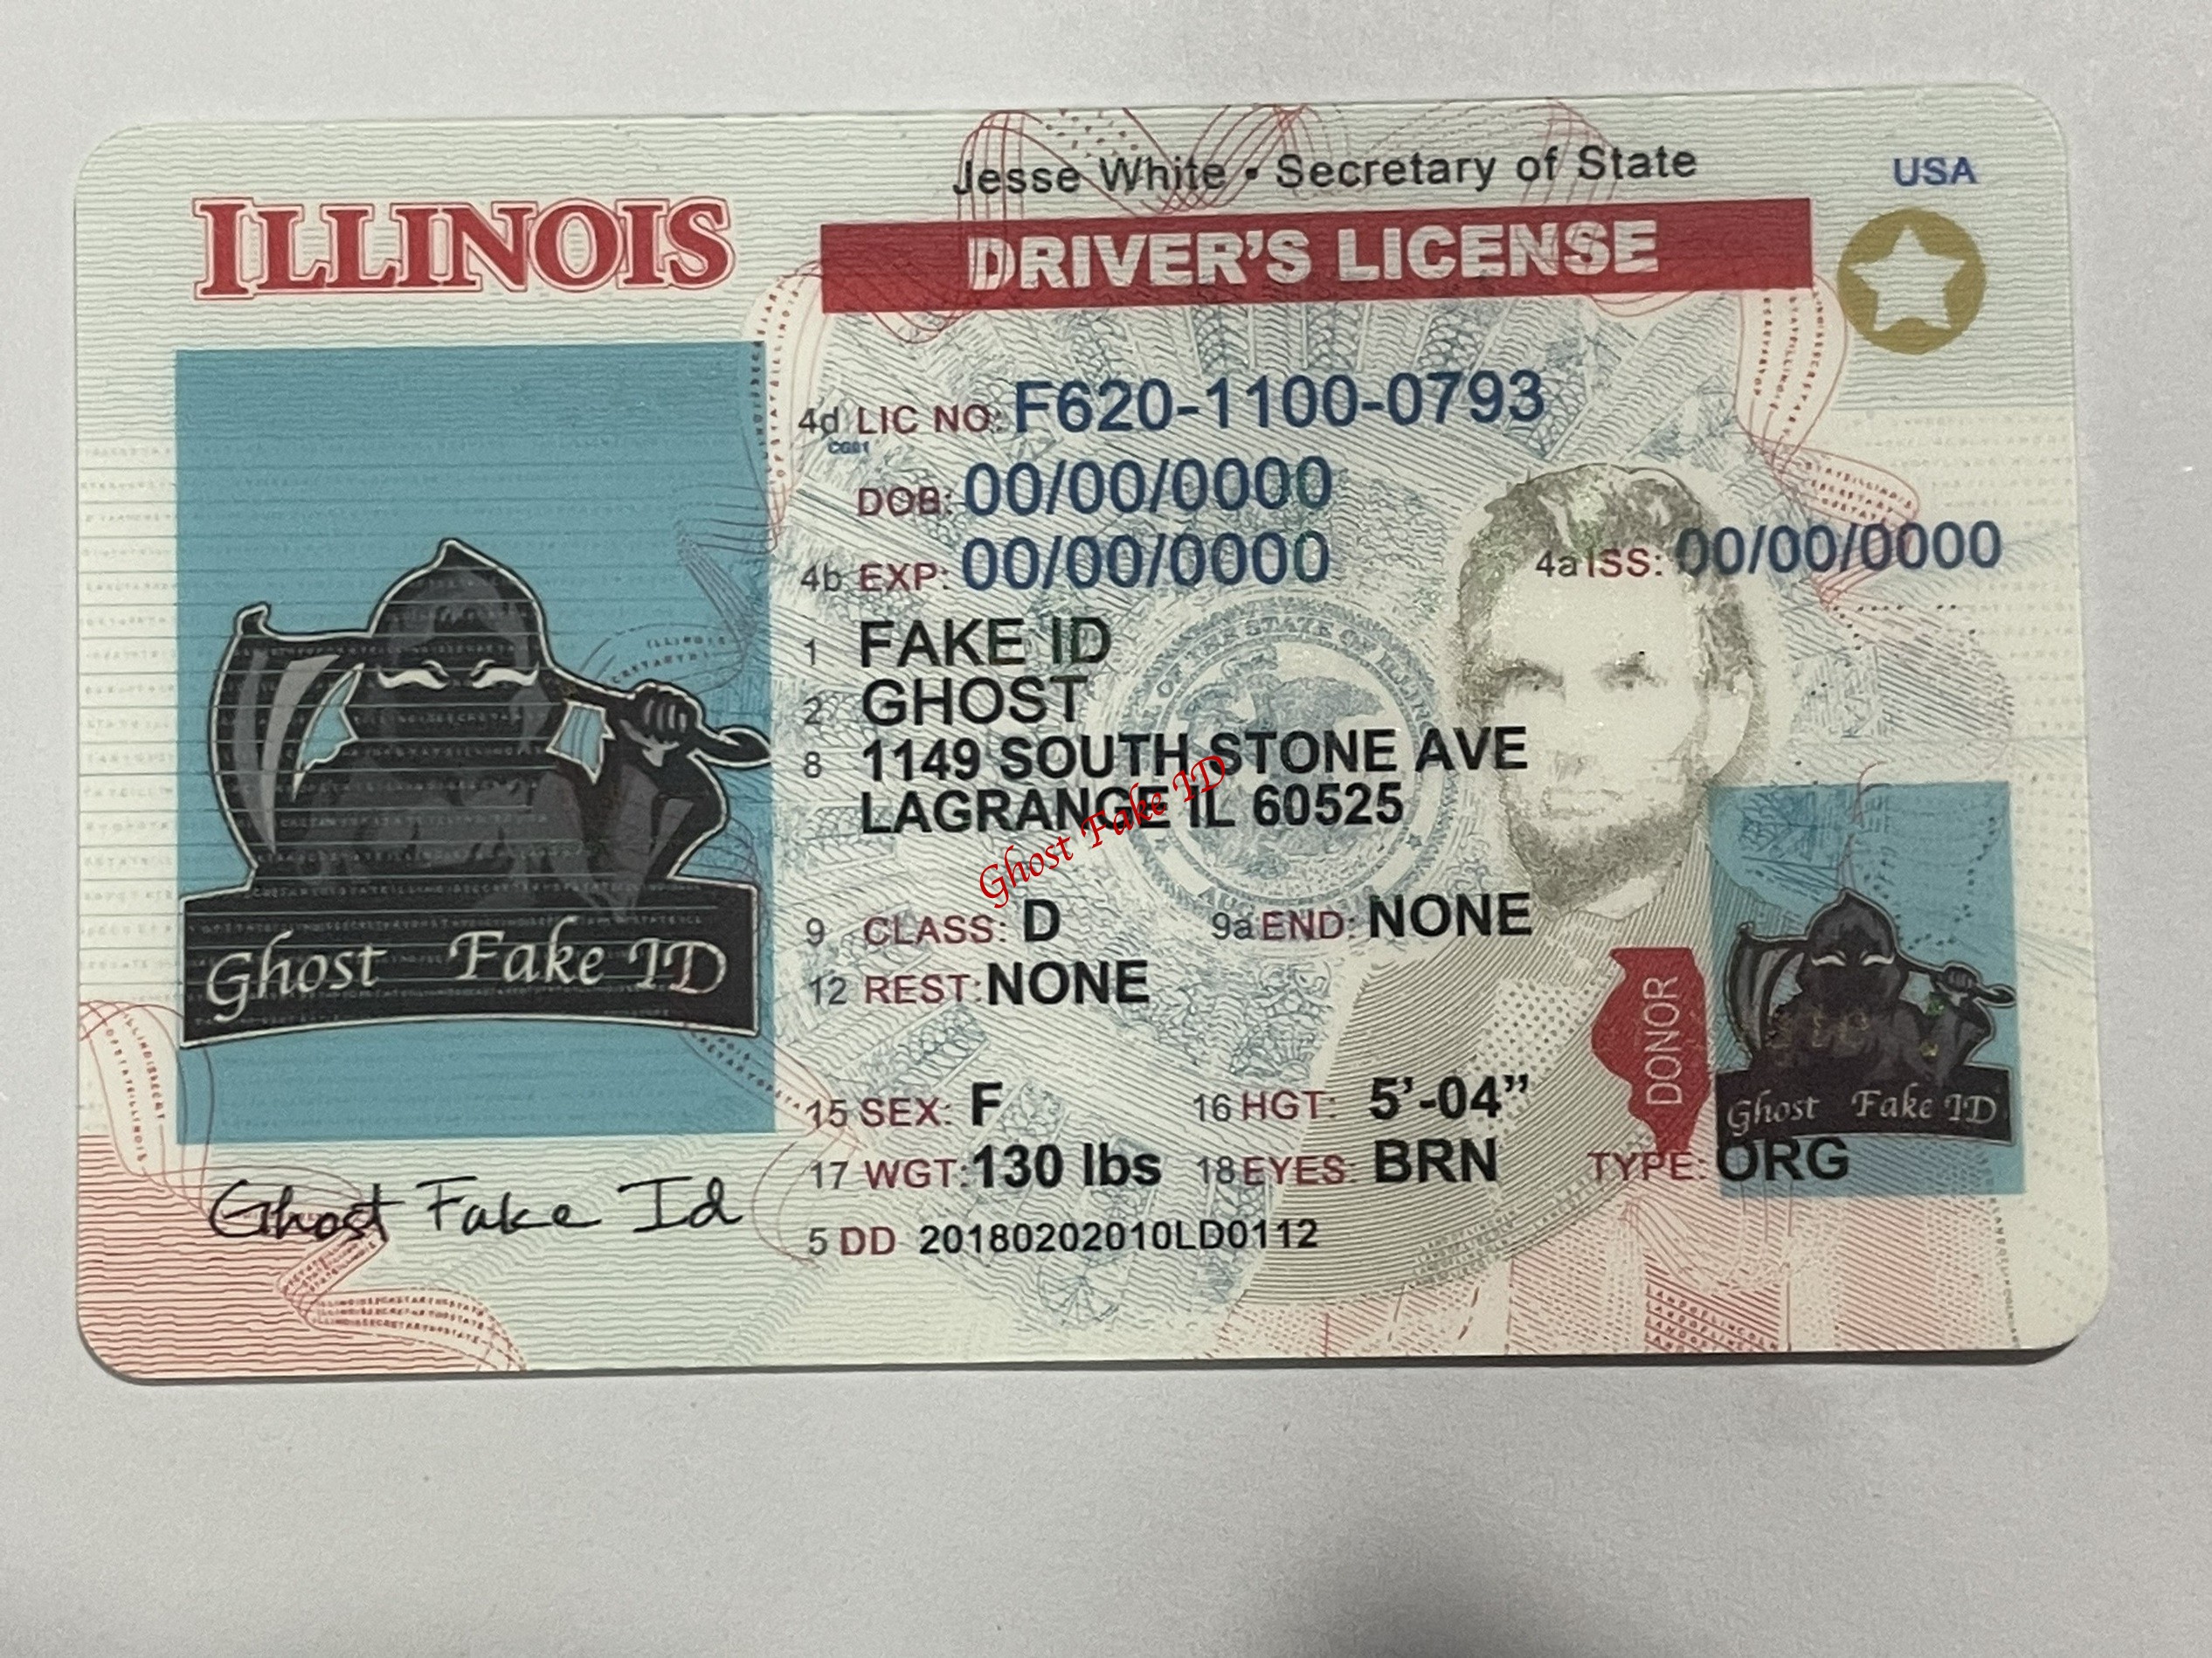 Jesse White • Secretary of State
USA
ILLINOIS
DRIVER'S LICENSE
4d LIC NO: F620-1100-0793
CG01
DOB: 00/00/0000
4b EXP: 00/00/0000
4a ISS: 00/00/0000
1 FAKE ID
2 GHOST
8 1149 SOUTH STONE AVE
LAGRANGE IL 60525
Ghost Fake ID
9 CLASS: D 9a END: NONE
12 REST: NONE
Ghost Fake ID
DONOR
Ghost Fake ID
15 SEX: F 16 HGT: 5'-04”
17 WGT: 130 lbs 18 EYES: BRN TYPE: ORG
Ghost Fake Id
5 DD 20180202010LD0112